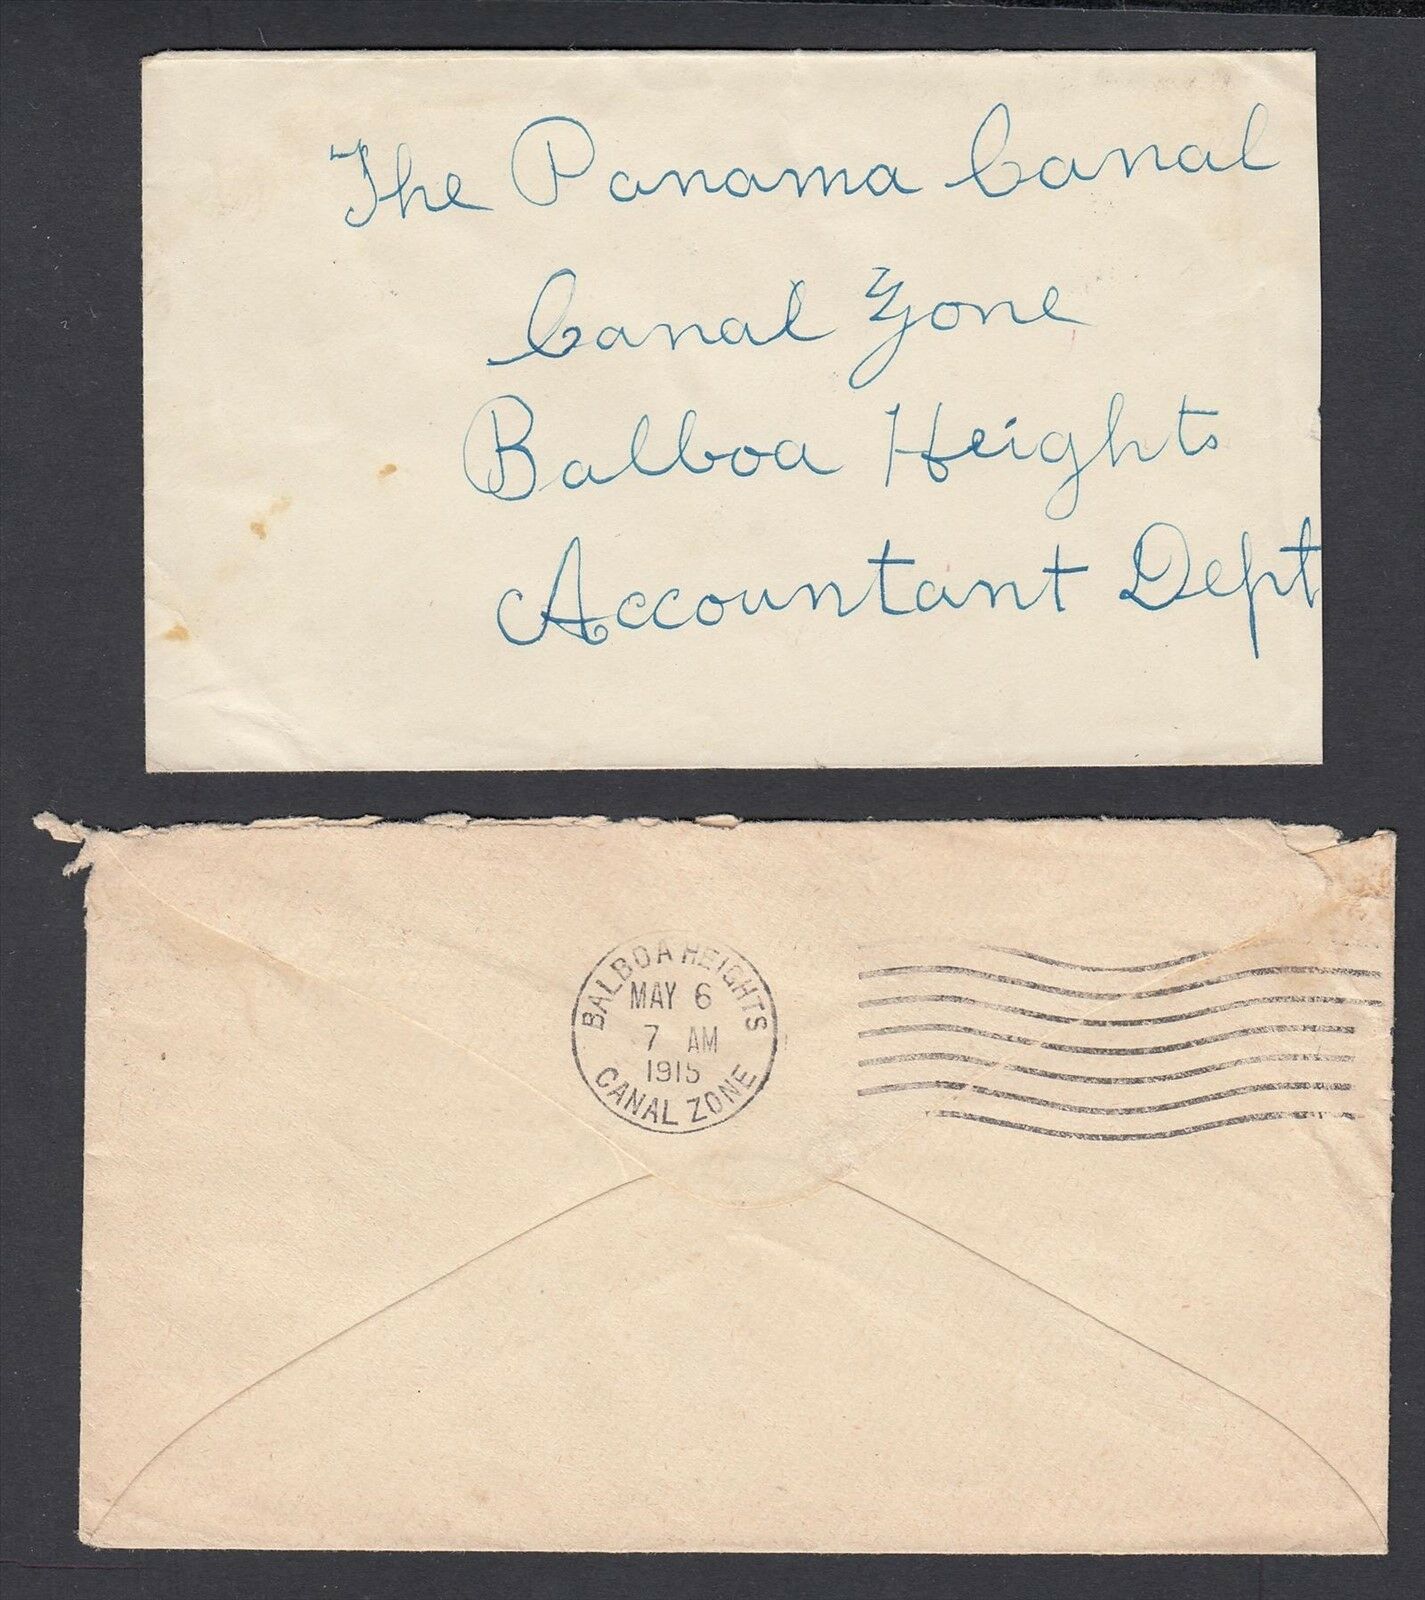 The Panama Canal
Canal Zone
Balboa Heights
Accountant Dept
BALBOA HEIGHTS
MAY 6
7 AM
1915
CANAL ZONE